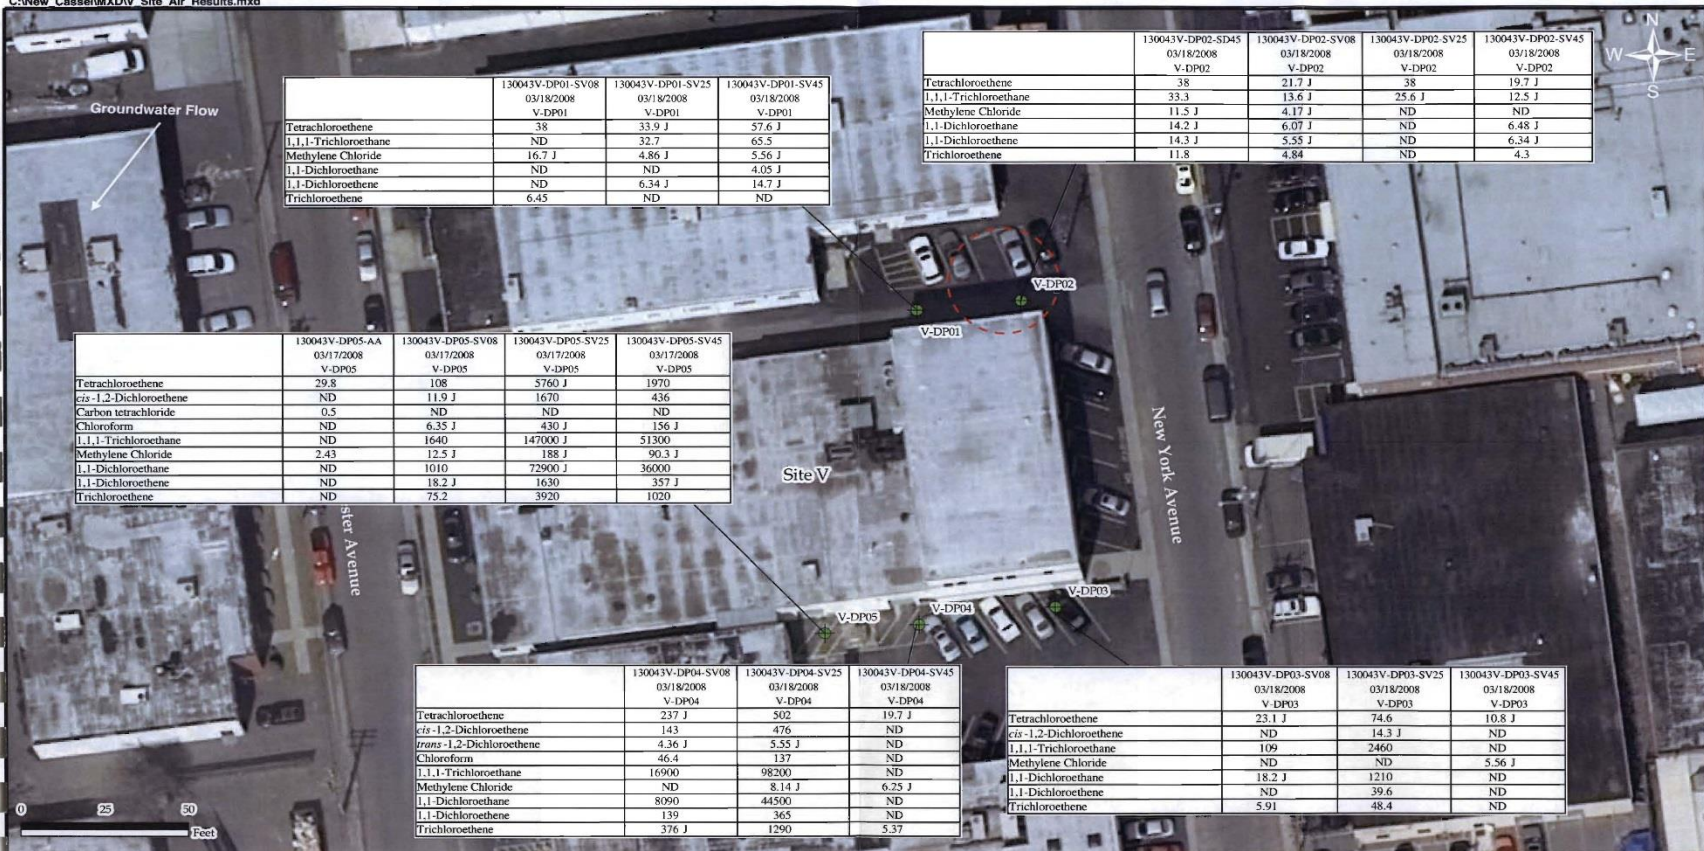 C:\New_Cassel\MXD\V_Site_Air_Results.mxd
N
W E
S
Groundwater Flow
130043V-DP01-SV08 130043V-DP01-SV25 130043V-DP01-SV45
03/18/2008 03/18/2008 03/18/2008
V-DP01 V-DP01 V-DP01
Tetrachloroethene 38 33.9 J 57.6 J
1,1,1-Trichloroethane ND 32.7 65.5
Methylene Chloride 16.7 J 4.86 J 5.56 J
1,1-Dichloroethane ND ND 4.05 J
1,1-Dichloroethene ND 6.34 J 14.7 J
Trichloroethene 6.45 ND ND
130043V-DP02-SD45 130043V-DP02-SV08 130043V-DP02-SV25 130043V-DP02-SV45
03/18/2008 03/18/2008 03/18/2008 03/18/2008
V-DP02 V-DP02 V-DP02 V-DP02
Tetrachloroethene 38 21.7 J 38 19.7 J
1,1,1-Trichloroethane 33.3 13.6 J 25.6 J 12.5 J
Methylene Chloride 11.5 J 4.17 J ND ND
1,1-Dichloroethane 14.2 J 6.07 J ND 6.48 J
1,1-Dichloroethene 14.3 J 5.55 J ND 6.34 J
Trichloroethene 11.8 4.84 ND 4.3
V-DP02
V-DP01
130043V-DP05-AA 130043V-DP05-SV08 130043V-DP05-SV25 130043V-DP05-SV45
03/17/2008 03/17/2008 03/17/2008 03/17/2008
V-DP05 V-DP05 V-DP05 V-DP05
Tetrachloroethene 29.8 108 5760 J 1970
cis-1,2-Dichloroethene ND 11.9 J 1670 436
Carbon tetrachloride 0.5 ND ND ND
Chloroform ND 6.35 J 430 J 156 J
1,1,1-Trichloroethane ND 1640 147000 J 51300
Methylene Chloride 2.43 12.5 J 188 J 90.3 J
1,1-Dichloroethane ND 1010 72900 J 36000
1,1-Dichloroethene ND 18.2 J 1630 357 J
Trichloroethene ND 75.2 3920 1020
Site V
New York Avenue
ster Avenue
V-DP03
V-DP04
V-DP05
130043V-DP04-SV08 130043V-DP04-SV25 130043V-DP04-SV45
03/18/2008 03/18/2008 03/18/2008
V-DP04 V-DP04 V-DP04
Tetrachloroethene 237 J 502 19.7 J
cis-1,2-Dichloroethene 143 476 ND
trans-1,2-Dichloroethene 4.36 J 5.55 J ND
Chloroform 46.4 137 ND
1,1,1-Trichloroethane 16900 98200 ND
Methylene Chloride ND 8.14 J 6.25 J
1,1-Dichloroethane 8090 44500 ND
1,1-Dichloroethene 139 365 ND
Trichloroethene 376 J 1290 5.37
130043V-DP03-SV08 130043V-DP03-SV25 130043V-DP03-SV45
03/18/2008 03/18/2008 03/18/2008
V-DP03 V-DP03 V-DP03
Tetrachloroethene 23.1 J 74.6 10.8 J
cis-1,2-Dichloroethene ND 14.3 J ND
1,1,1-Trichloroethane 109 2460 ND
Methylene Chloride ND ND 5.56 J
1,1-Dichloroethane 18.2 J 1210 ND
1,1-Dichloroethene ND 39.6 ND
Trichloroethene 5.91 48.4 ND
0 25 50
Feet